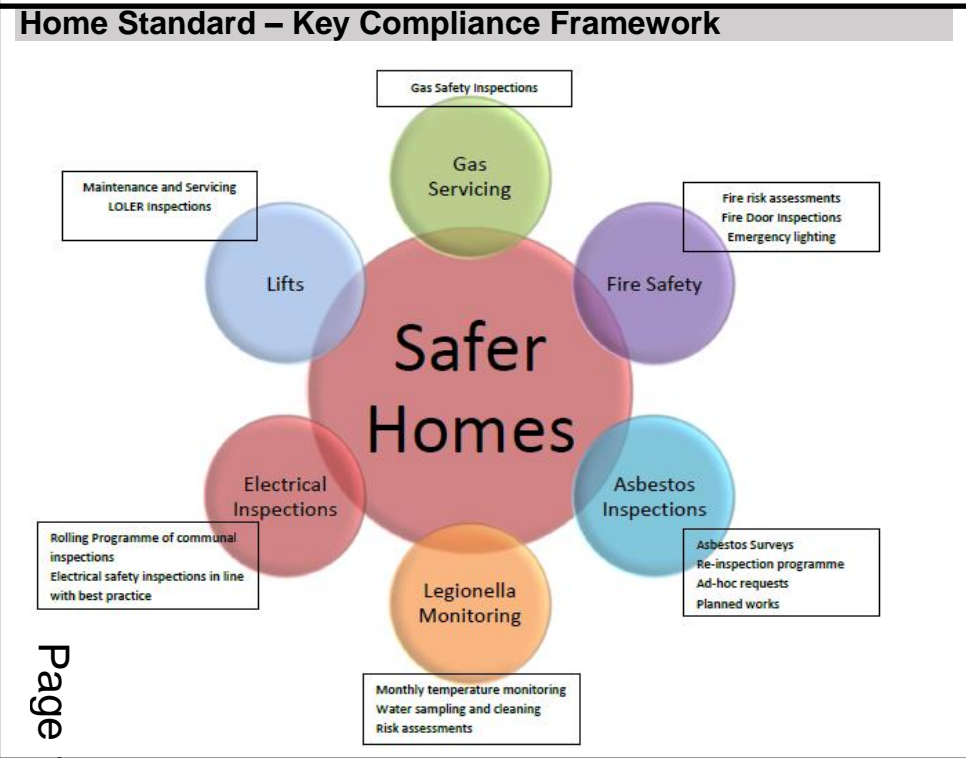 Home Standard – Key Compliance Framework
Gas Safety Inspections
Gas
Servicing
Maintenance and Servicing
LOLER Inspections
Lifts
Fire risk assessments
Fire Door Inspections
Emergency lighting
Fire Safety
Safer
Homes
Electrical
Inspections
Rolling Programme of communal
inspections
Electrical safety inspections in line
with best practice
Asbestos
Inspections
Asbestos Surveys
Re-inspection programme
Ad-hoc requests
Planned works
Legionella
Monitoring
Monthly temperature monitoring
Water sampling and cleaning
Risk assessments
Page